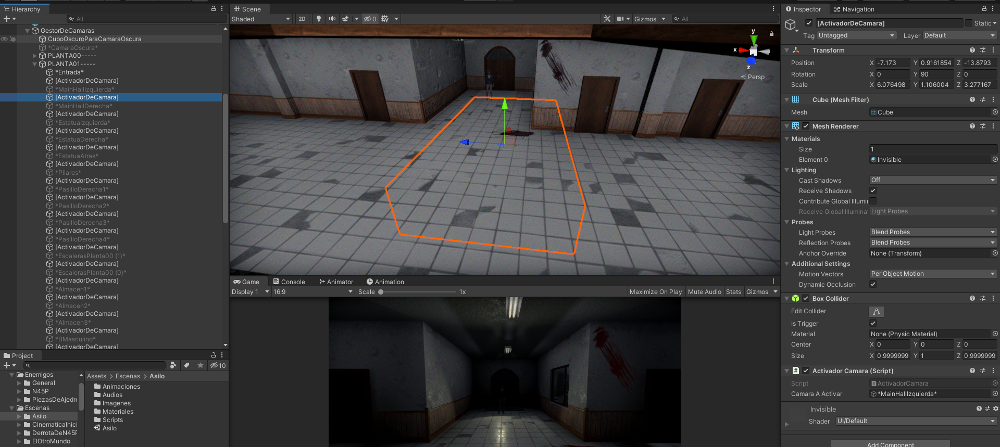 Hierarchy
All
GestorDeCamaras
CuboOscuroParaCamaraOscura
*CamaraOscura*
PLANTA00-----
PLANTA01-----
*Entrada*
[ActivadorDeCamara]
*MainHallIzquierda*
[ActivadorDeCamara]
*MainHallDerecha*
[ActivadorDeCamara]
*EstatuaIzquierda*
[ActivadorDeCamara]
*EstatuaDerecha*
[ActivadorDeCamara]
*EstatuaAtras*
[ActivadorDeCamara]
*Pilares*
[ActivadorDeCamara]
*PasilloDerecha1*
[ActivadorDeCamara]
*PasilloDerecha2*
[ActivadorDeCamara]
*PasilloDerecha3*
[ActivadorDeCamara]
*PasilloDerecha4*
[ActivadorDeCamara]
*EscalerasPlanta00 (1)*
[ActivadorDeCamara]
*EscalerasPlanta00 (0)*
[ActivadorDeCamara]
*Almacen1*
[ActivadorDeCamara]
*Almacen2*
[ActivadorDeCamara]
*Almacen3*
[ActivadorDeCamara]
*BMasculino*
[ActivadorDeCamara]
Project
10
Enemigos
General
N45P
PiezasDeAjedre
Escenas
Asilo
CinematicaInici
DerrotaDeN45P
ElOtroMundo
Assets > Escenas > Asilo
Animaciones
Audios
Imagenes
Materiales
Scripts
Asilo
Scene
Shaded 2D 0 Gizmos All
y
x
z
Persp
Game Console Animator Animation
Display 1 16:9 Scale 1x Maximize On Play Mute Audio Stats Gizmos
Inspector Navigation
[ActivadorDeCamara] Static
Tag Untagged Layer Default
Transform
Position X -7.173 Y 0.9161854 Z -13.8793
Rotation X 0 Y 90 Z 0
Scale X 6.076498 Y 1.106004 Z 3.277167
Cube (Mesh Filter)
Mesh Cube
Mesh Renderer
Materials
Size 1
Element 0 Invisible
Lighting
Cast Shadows Off
Receive Shadows
Contribute Global Illumin
Receive Global Illuminat Light Probes
Probes
Light Probes Blend Probes
Reflection Probes Blend Probes
Anchor Override None (Transform)
Additional Settings
Motion Vectors Per Object Motion
Dynamic Occlusion
Box Collider
Edit Collider
Is Trigger
Material None (Physic Material)
Center X 0 Y 0 Z 0
Size X 0.9999999 Y 1 Z 0.9999999
Activador Camara (Script)
Script ActivadorCamara
Camara A Activar *MainHallIzquierda*
Invisible
Shader UI/Default
Add Component